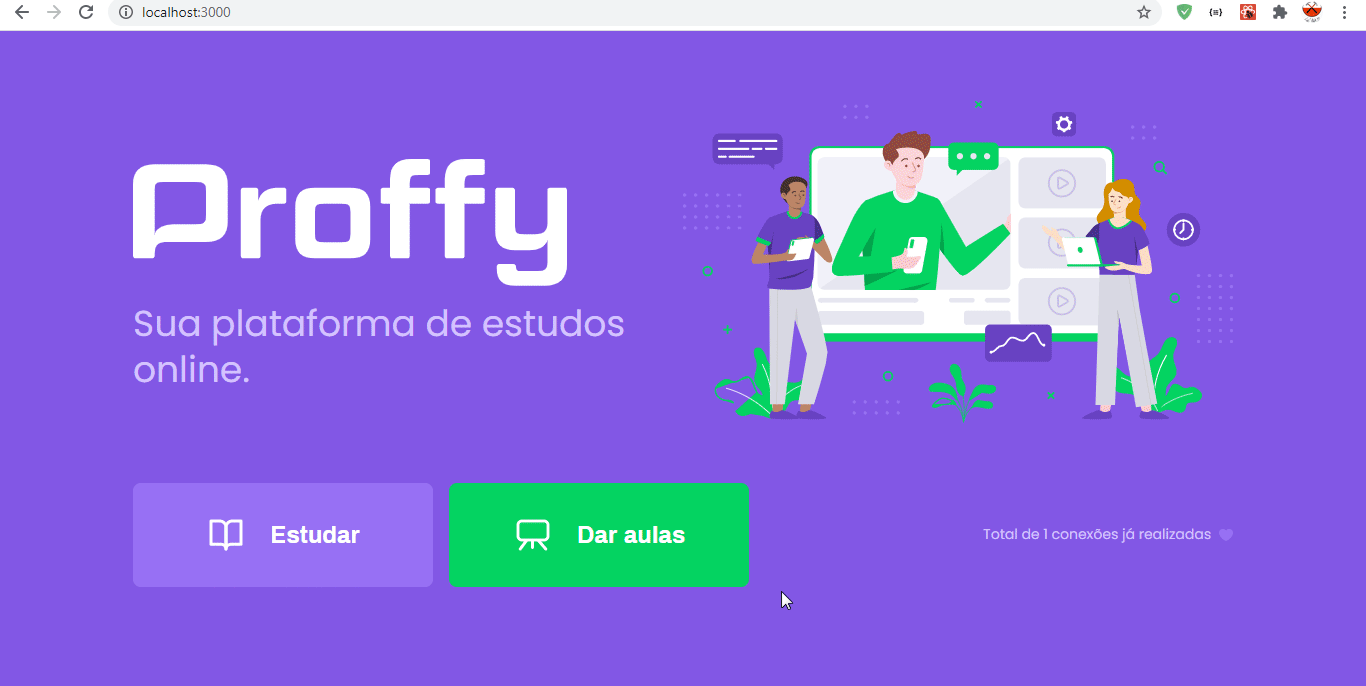 localhost:3000
Proffy
Sua plataforma de estudos
online.
Estudar
Dar aulas
Total de 1 conexões já realizadas